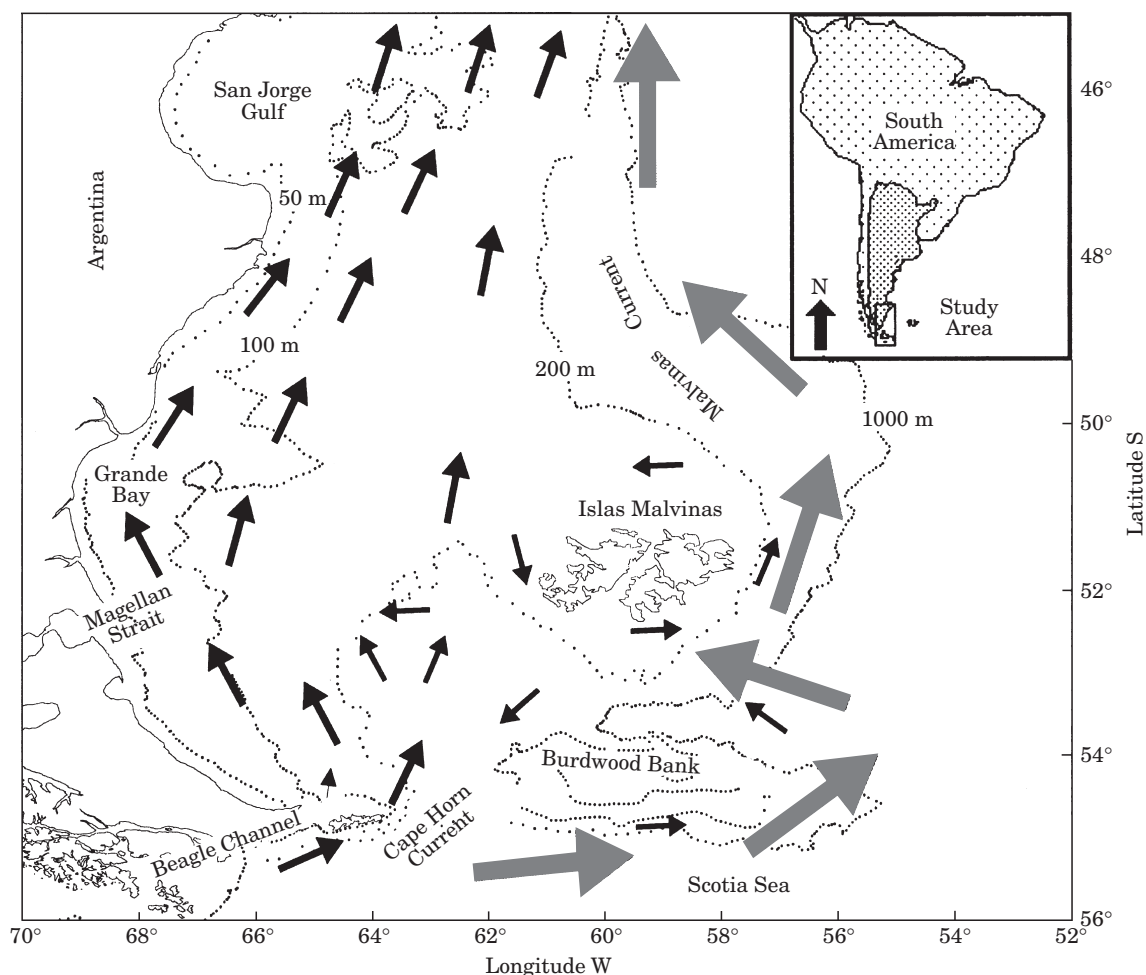 San Jorge
Gulf
Argentina
50 m
100 m
200 m
Current
Malvinas
1000 m
South
America
N
Study
Area
Grande
Bay
Islas Malvinas
Magellan
Strait
Burdwood Bank
Beagle Channel
Cape Horn
Curreht
Scotia Sea
46°
48°
50°
52°
54°
56°
Latitude S
70°
68°
66°
64°
62°
60°
58°
56°
54°
52°
Longitude W